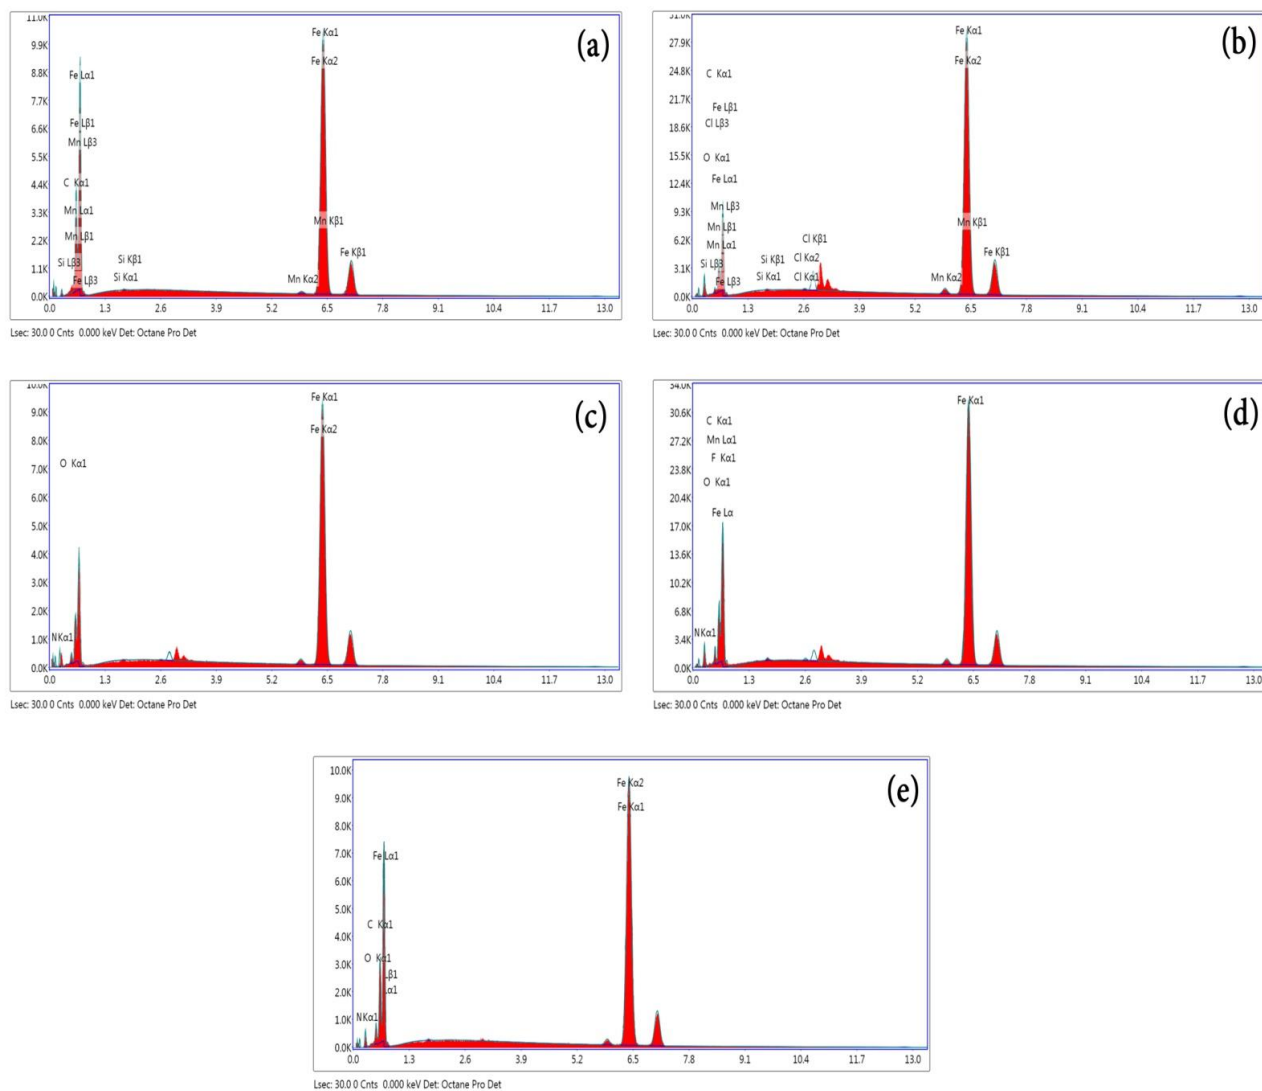 (a)
11.0K
9.9K
8.8K
7.7K
6.6K
5.5K
4.4K
3.3K
2.2K
1.1K
0.0K
Fe Kα1
Fe Kα2
Fe Lα1
Fe Lβ1
Mn Lβ3
C Kα1
Mn Lα1
Mn Lβ1
Si Lβ3
Fe Lβ3
Si Kβ1
Si Kα1
Mn Kβ1
Mn Kα2
Fe Kβ1
0.0 1.3 2.6 3.9 5.2 6.5 7.8 9.1 10.4 11.7 13.0
Lsec: 30.0 0 Cnts 0.000 keV Det: Octane Pro Det
(b)
31.0K
27.9K
24.8K
21.7K
18.6K
15.5K
12.4K
9.3K
6.2K
3.1K
0.0K
Fe Kα1
Fe Kα2
C Kα1
Fe Lβ1
Cl Lβ3
O Kα1
Fe Lα1
Mn Lβ3
Mn Lβ1
Mn Lα1
Si Lβ3
Fe Lβ3
Si Kβ1
Si Kα1
Cl Kβ1
Cl Kα2
Cl Kα1
Mn Kβ1
Mn Kα2
Fe Kβ1
0.0 1.3 2.6 3.9 5.2 6.5 7.8 9.1 10.4 11.7 13.0
Lsec: 30.0 0 Cnts 0.000 keV Det: Octane Pro Det
(c)
10.0K
9.0K
8.0K
7.0K
6.0K
5.0K
4.0K
3.0K
2.0K
1.0K
0.0K
Fe Kα1
Fe Kα2
O Kα1
N Kα1
0.0 1.3 2.6 3.9 5.2 6.5 7.8 9.1 10.4 11.7 13.0
Lsec: 30.0 0 Cnts 0.000 keV Det: Octane Pro Det
(d)
34.0K
30.6K
27.2K
23.8K
20.4K
17.0K
13.6K
10.2K
6.8K
3.4K
0.0K
Fe Kα1
C Kα1
Mn Lα1
F Kα1
O Kα1
Fe Lα
N Kα1
0.0 1.3 2.6 3.9 5.2 6.5 7.8 9.1 10.4 11.7 13.0
Lsec: 30.0 0 Cnts 0.000 keV Det: Octane Pro Det
(e)
10.0K
9.0K
8.0K
7.0K
6.0K
5.0K
4.0K
3.0K
2.0K
1.0K
0.0K
Fe Kα2
Fe Kα1
Fe Lα1
C Kα1
O Kα1
Lβ1
Lα1
N Kα1
0.0 1.3 2.6 3.9 5.2 6.5 7.8 9.1 10.4 11.7 13.0
Lsec: 30.0 0 Cnts 0.000 keV Det: Octane Pro Det